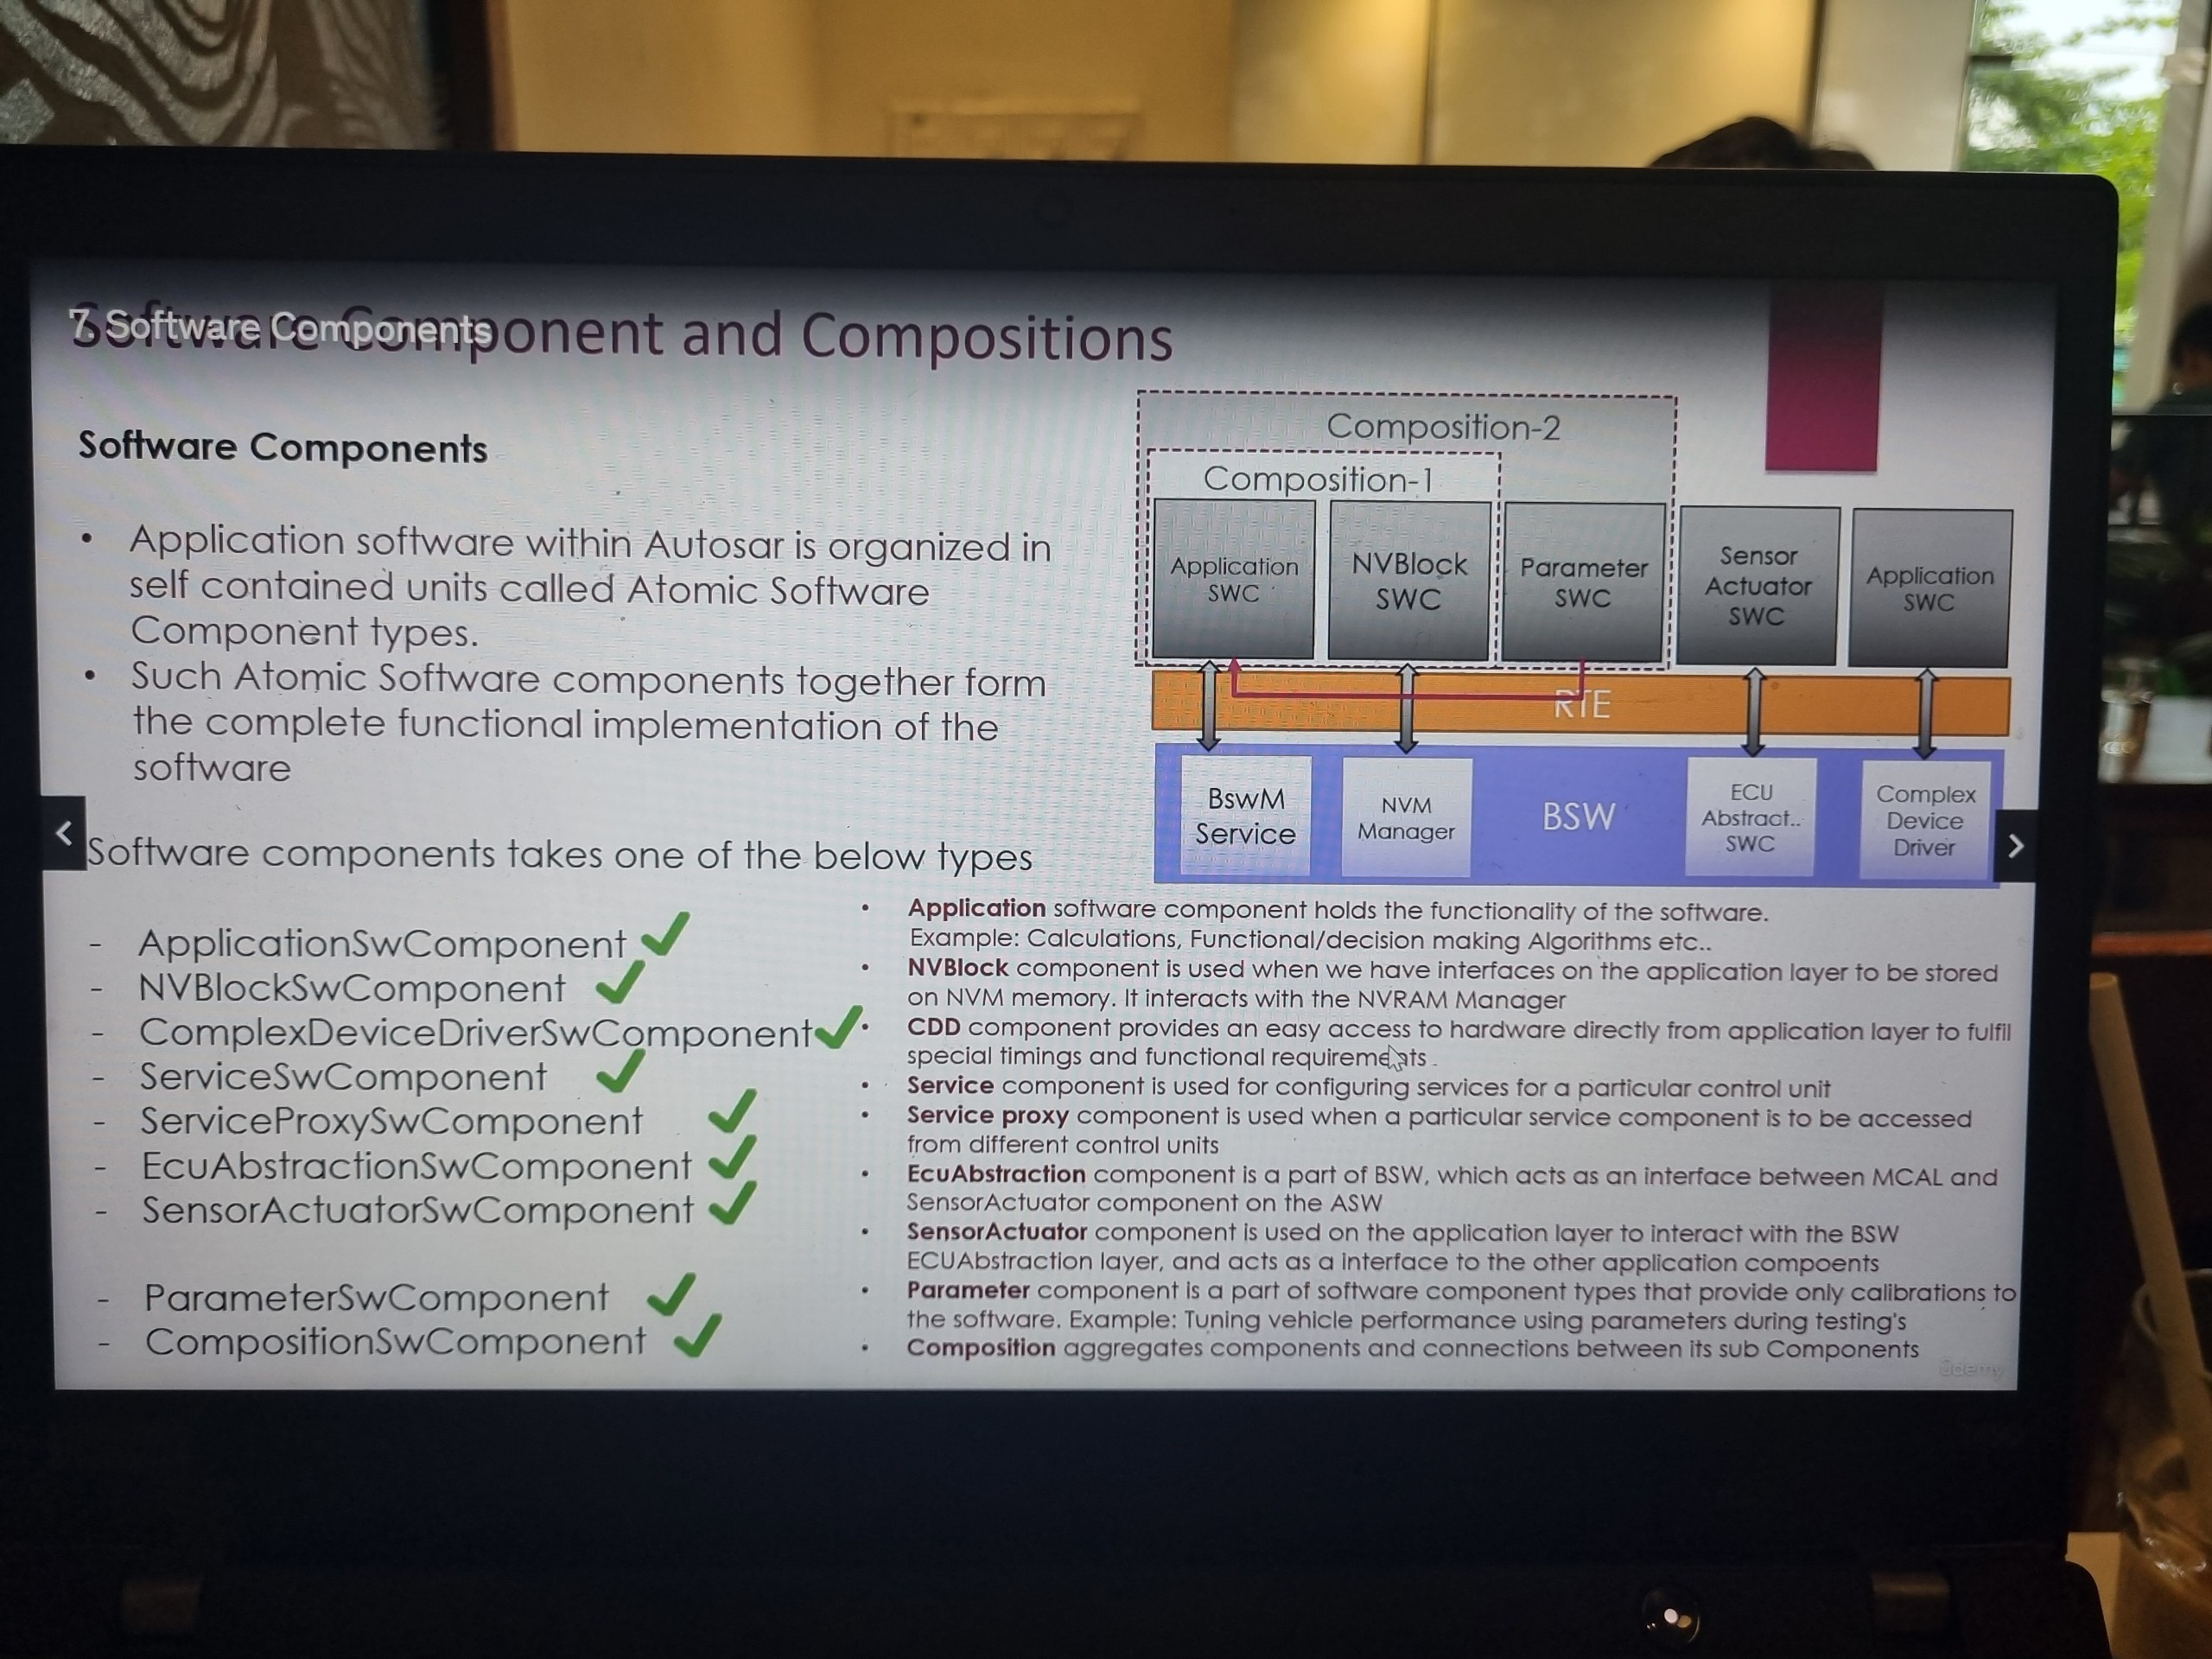 7. Software Components
Software Component and Compositions
Software Components
• Application software within Autosar is organized in
self contained units called Atomic Software
Component types.
• Such Atomic Software components together form
the complete functional implementation of the
software
Software components takes one of the below types
- ApplicationSwComponent
- NVBlockSwComponent
- ComplexDeviceDriverSwComponent
- ServiceSwComponent
- ServiceProxySwComponent
- EcuAbstractionSwComponent
- SensorActuatorSwComponent
- ParameterSwComponent
- CompositionSwComponent
Composition-2
Composition-1
Application
SWC
NVBlock
SWC
Parameter
SWC
Sensor
Actuator
SWC
Application
SWC
RTE
BswM
Service
NVM
Manager
BSW
ECU
Abstract..
SWC
Complex
Device
Driver
• Application software component holds the functionality of the software.
Example: Calculations, Functional/decision making Algorithms etc..
• NVBlock component is used when we have interfaces on the application layer to be stored
on NVM memory. It interacts with the NVRAM Manager
• CDD component provides an easy access to hardware directly from application layer to fulfil
special timings and functional requirements .
• Service component is used for configuring services for a particular control unit
• Service proxy component is used when a particular service component is to be accessed
from different control units
• EcuAbstraction component is a part of BSW, which acts as an interface between MCAL and
SensorActuator component on the ASW
• SensorActuator component is used on the application layer to interact with the BSW
ECUAbstraction layer, and acts as a interface to the other application compoents
• Parameter component is a part of software component types that provide only calibrations to
the software. Example: Tuning vehicle performance using parameters during testing's
• Composition aggregates components and connections between its sub Components
ûdemy